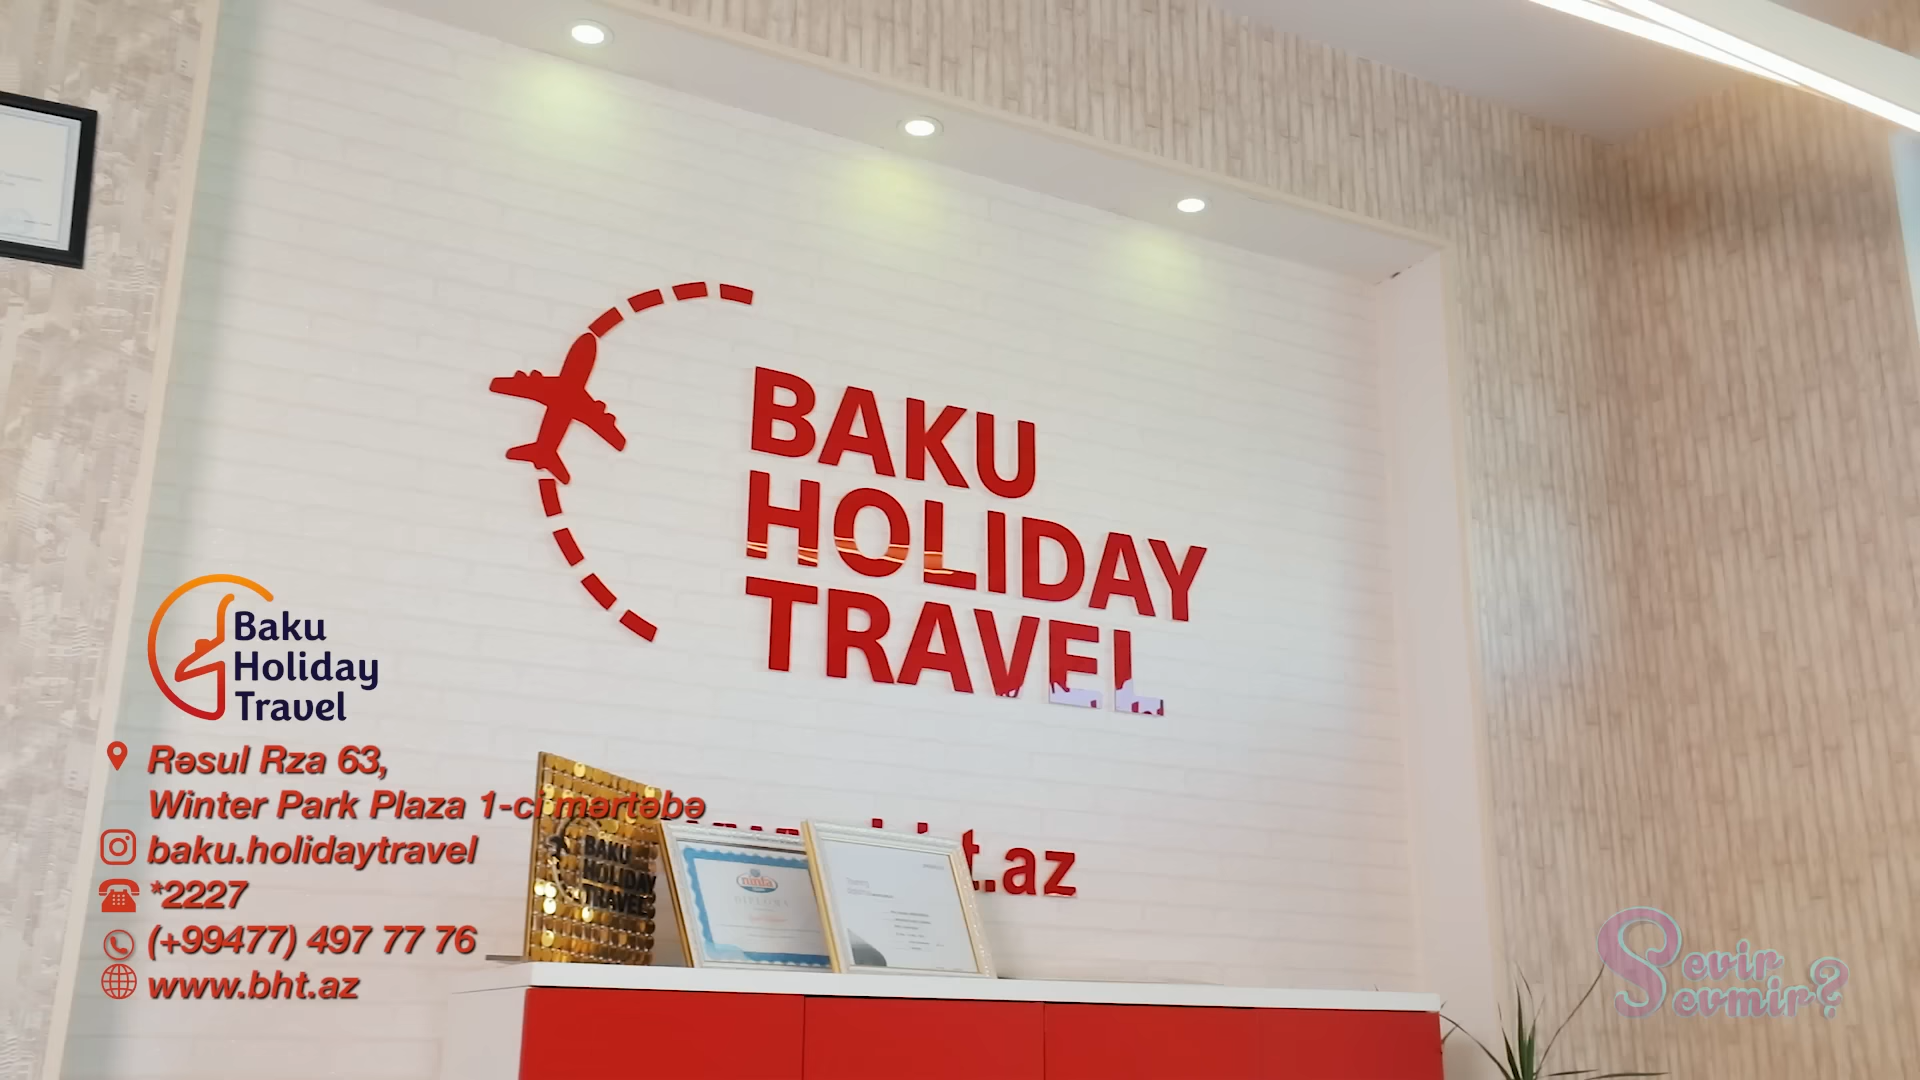 BAKU
HOLIDAY
TRAVEL
Baku
Holiday
Travel
Rəsul Rza 63,
Winter Park Plaza 1-ci mərtəbə
baku.holidaytravel
*2227
(+99477) 497 77 76
www.bht.az
BAKU
HOLIDAY
TRAVEL
DIPLOMA
t.az
Sevir
Sevmir?